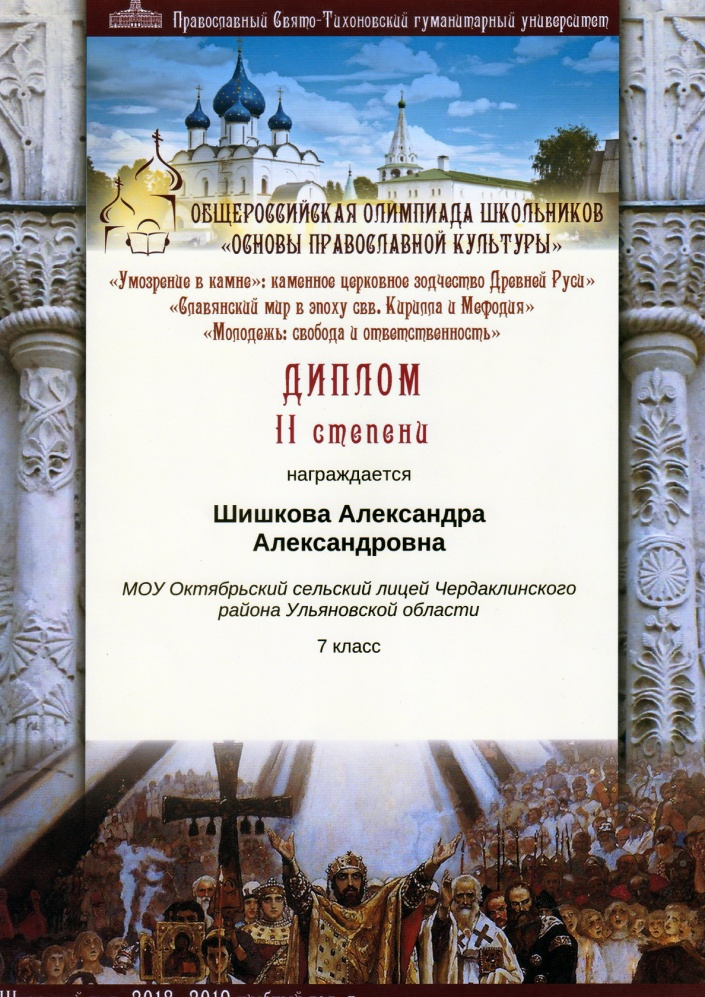 Православный Свято-Тихоновский гуманитарный университет
ОБЩЕРОССИЙСКАЯ ОЛИМПИАДА ШКОЛЬНИКОВ
«ОСНОВЫ ПРАВОСЛАВНОЙ КУЛЬТУРЫ»
«Умозрение в камне»: каменное церковное зодчество Древней Руси»
«Славянский мир в эпоху свв. Кирилла и Мефодия»
«Молодежь: свобода и ответственность»
ДИПЛОМ
II степени
награждается
Шишкова Александра
Александровна
МОУ Октябрьский сельский лицей Чердаклинского
района Ульяновской области
7 класс
2018-2019